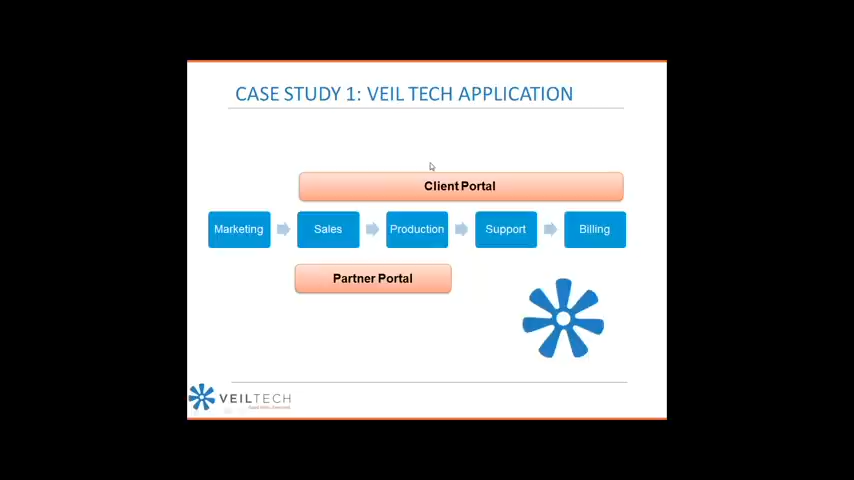 CASE STUDY 1: VEIL TECH APPLICATION
Client Portal
Marketing
Sales
Production
Support
Billing
Partner Portal
VEILTECH